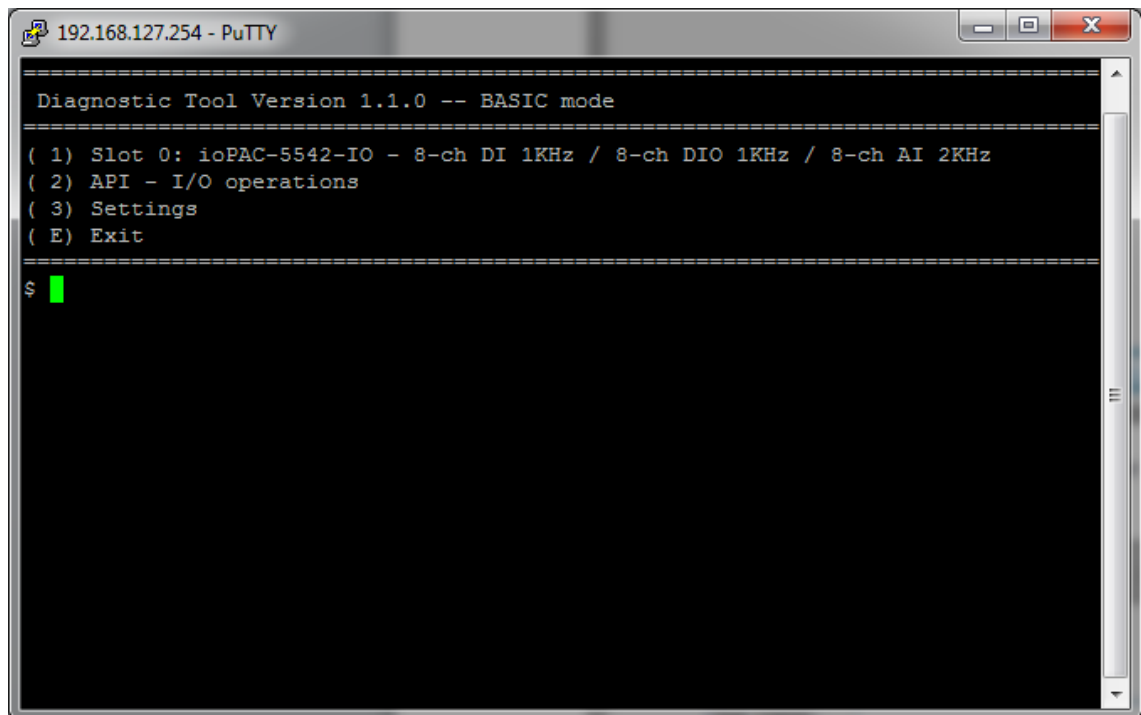 192.168.127.254 - PuTTY
================================================================================
Diagnostic Tool Version 1.1.0 -- BASIC mode
================================================================================
( 1) Slot 0: ioPAC-5542-IO - 8-ch DI 1KHz / 8-ch DIO 1KHz / 8-ch AI 2KHz
( 2) API - I/O operations
( 3) Settings
( E) Exit
================================================================================
$